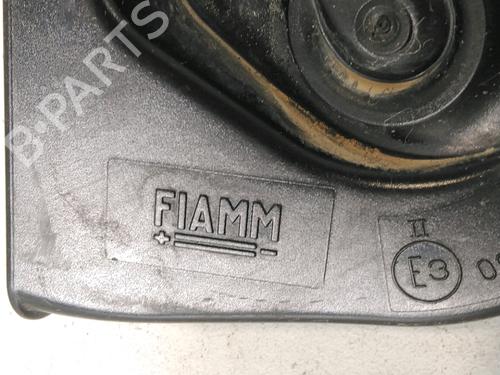 B-PARTS
FIAMM
+ -
II
E3